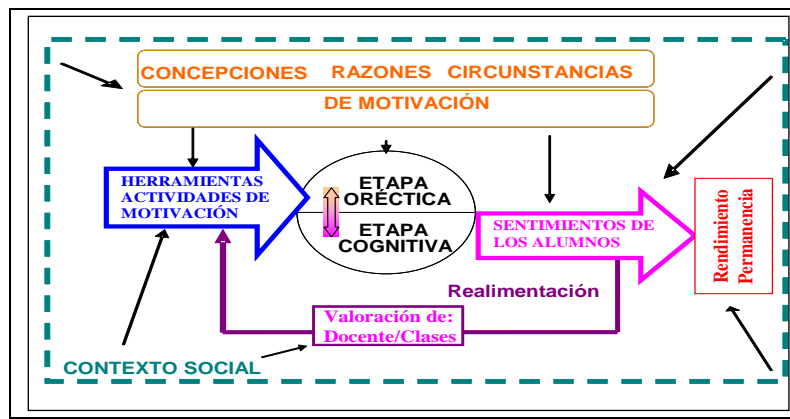 CONCEPCIONES RAZONES CIRCUNSTANCIAS
DE MOTIVACIÓN
HERRAMIENTAS
ACTIVIDADES DE
MOTIVACIÓN
ETAPA
ORÉCTICA
ETAPA
COGNITIVA
SENTIMIENTOS DE
LOS ALUMNOS
Rendimiento
Permanencia
Realimentación
Valoración de:
Docente/Clases
CONTEXTO SOCIAL